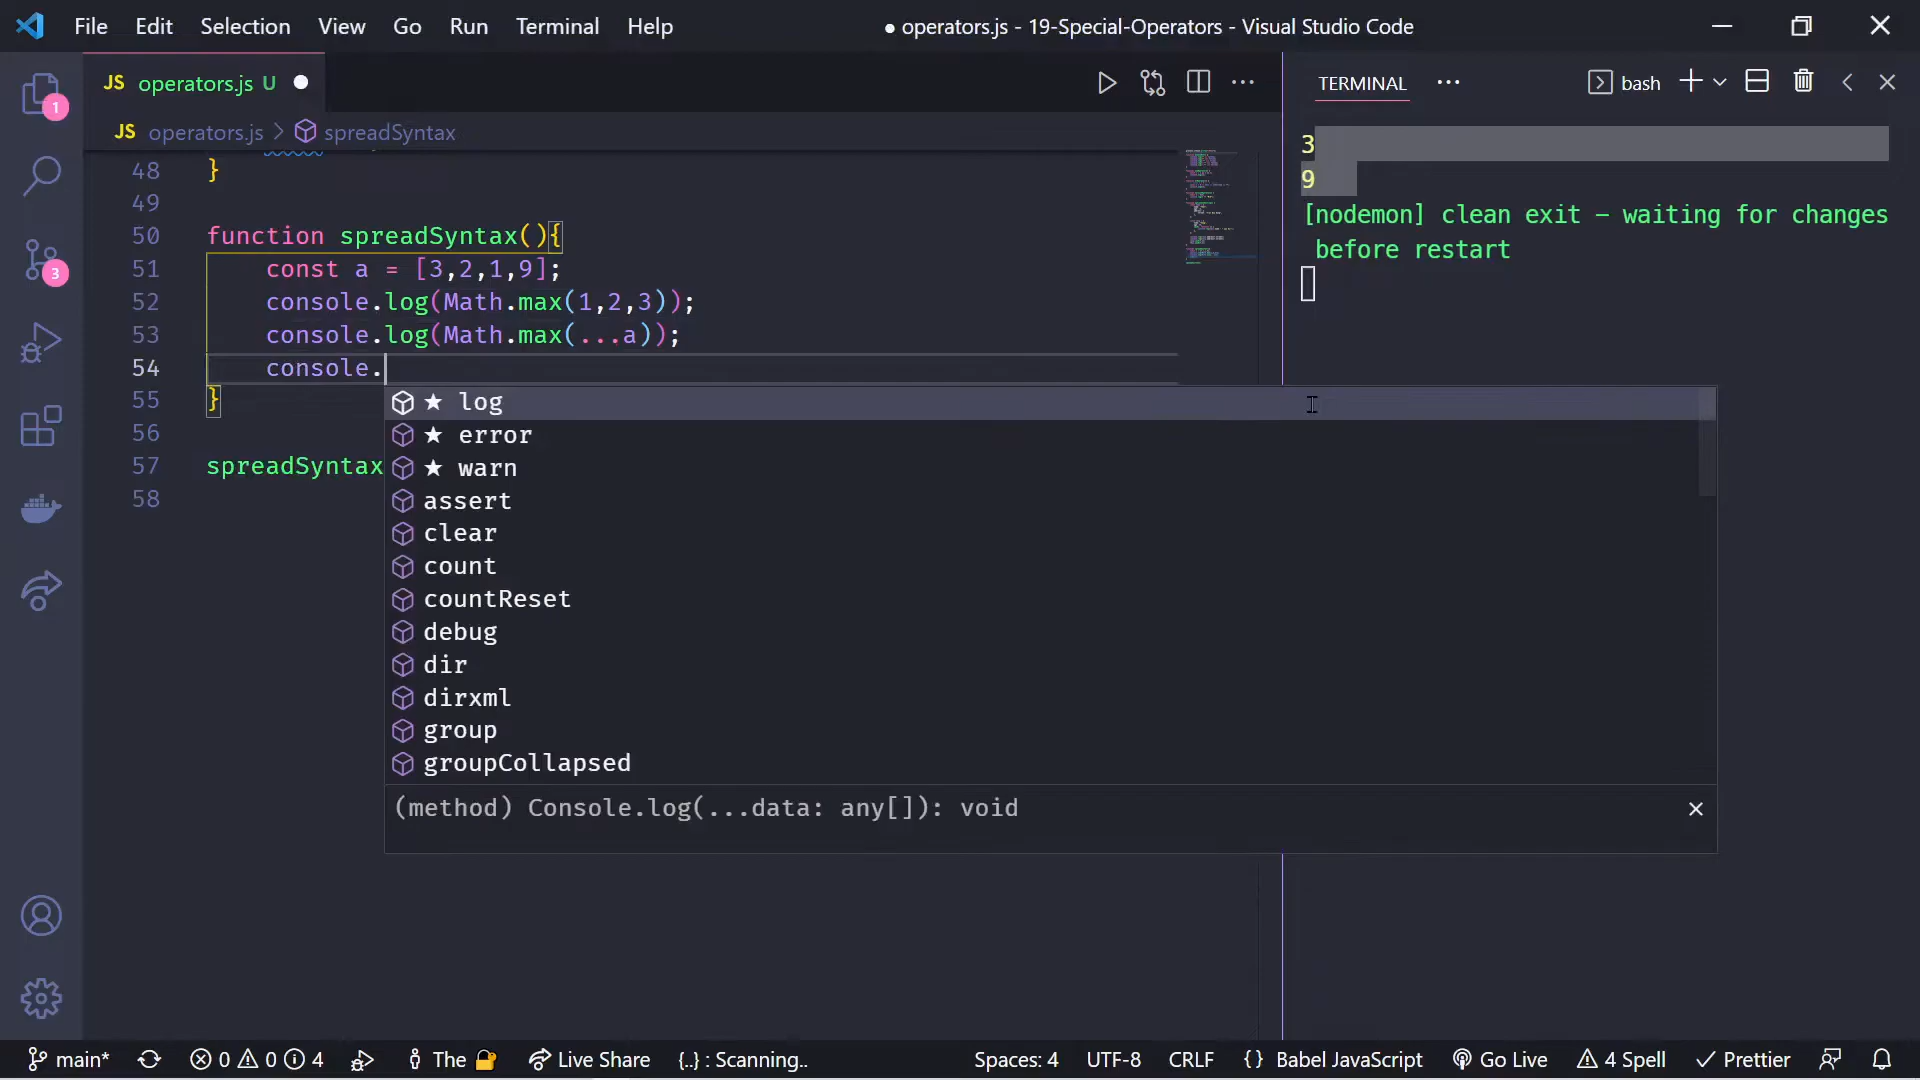 File Edit Selection View Go Run Terminal Help ● operators.js - 19-Special-Operators - Visual Studio Code
JS operators.js U
TERMINAL ··· bash
JS operators.js > spreadSyntax
48 }
49
50 function spreadSyntax(){
51 const a = [3,2,1,9];
52 console.log(Math.max(1,2,3));
53 console.log(Math.max(...a));
54 console.
55 }
56
57 spreadSyntax
58
★ log
★ error
★ warn
assert
clear
count
countReset
debug
dir
dirxml
group
groupCollapsed
(method) Console.log(...data: any[]): void
3
9
[nodemon] clean exit - waiting for changes
before restart
1
3
main* 0 0 4 The Live Share {..} : Scanning.. Spaces: 4 UTF-8 CRLF {} Babel JavaScript Go Live 4 Spell Prettier